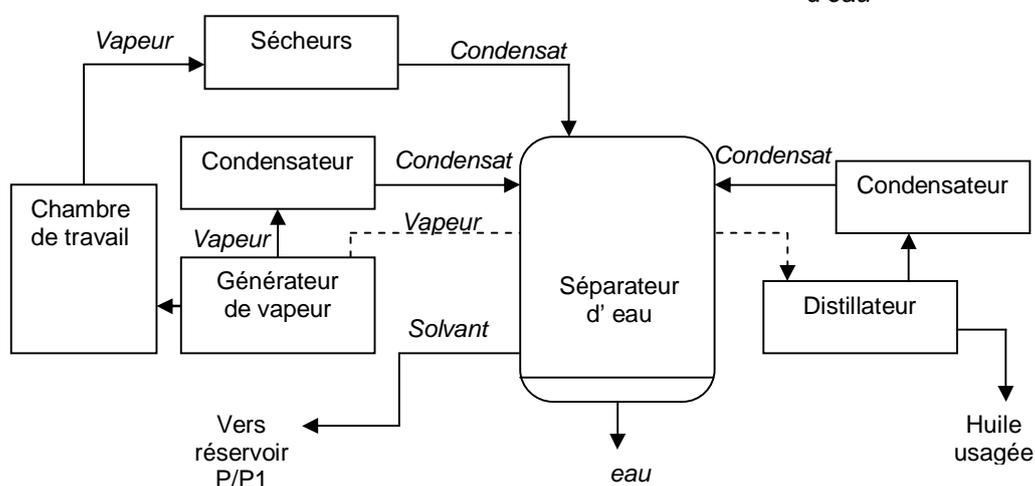 d'eau
Vapeur
Sécheurs
Condensat
Condensateur
Condensat
Condensat
Condensateur
Chambre
de travail
Vapeur
Vapeur
Générateur
de vapeur
Séparateur
d' eau
Distillateur
Solvant
Vers
réservoir
P/P1
eau
Huile
usagée